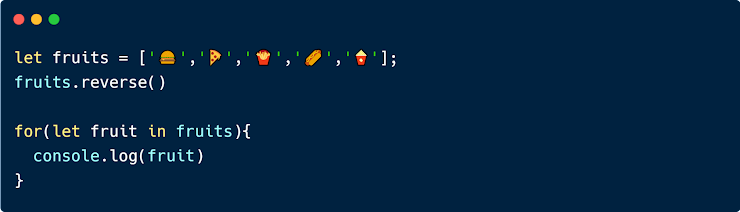 let fruits = ['🍔','🍕','🍟','🌭','🍿'];
fruits.reverse()
for(let fruit in fruits){
console.log(fruit)
}